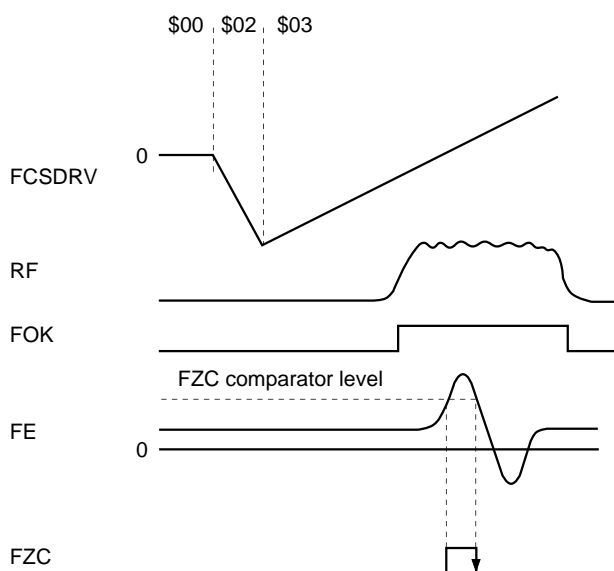 $00 $02 $03
0
FCSDRV
RF
FOK
FZC comparator level
FE
0
FZC